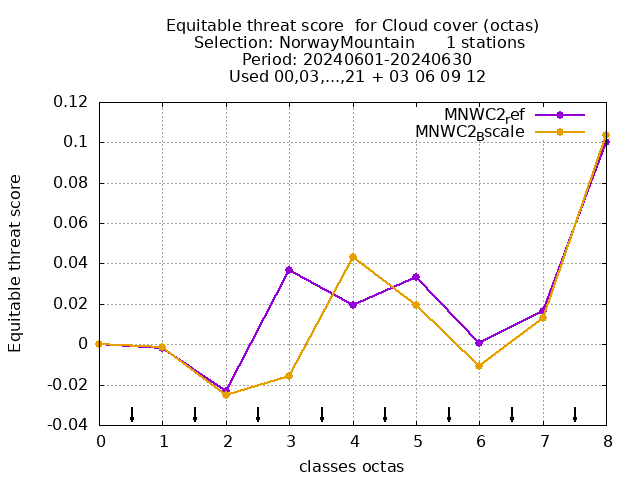 Equitable threat score  for Cloud cover (octas)
Selection: NorwayMountain      1 stations
Period: 20240601-20240630
Used 00,03,...,21 + 03 06 09 12
MNWC2ref
MNWC2Bscale
0.12
0.1
0.08
0.06
0.04
0.02
0
-0.02
-0.04
Equitable threat score
0 1 2 3 4 5 6 7 8
classes octas